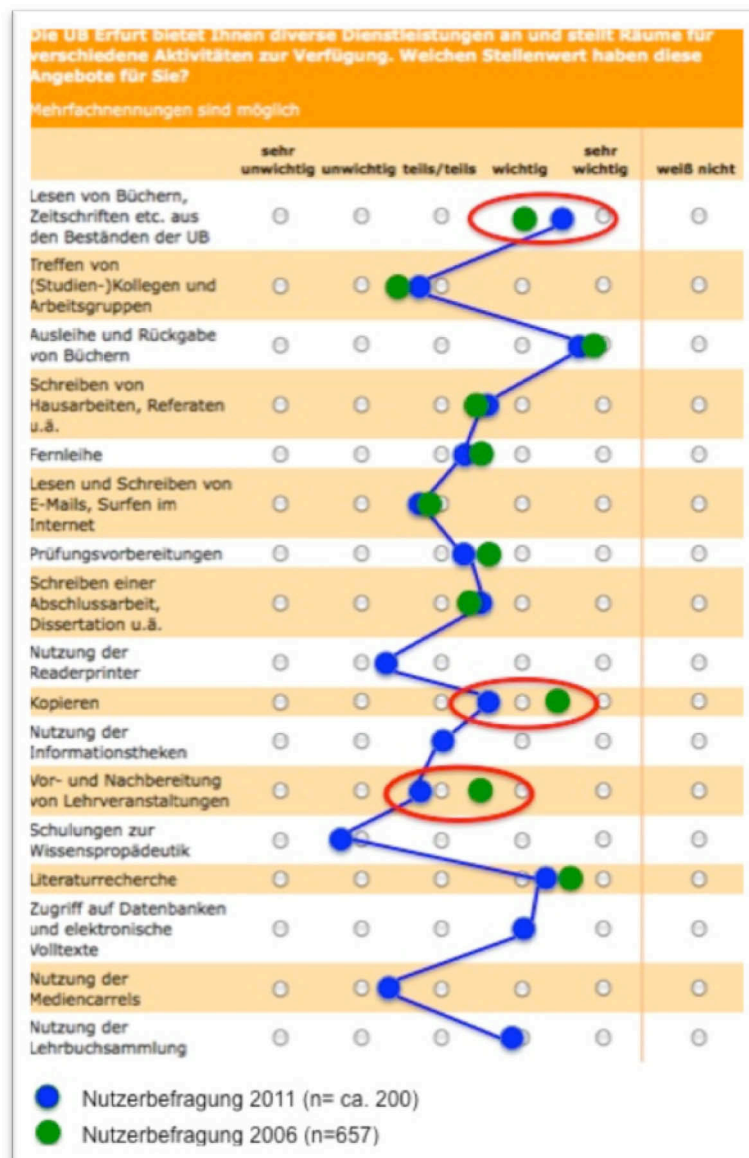 Die UB Erfurt bietet Ihnen diverse Dienstleistungen an und stellt Räume für
verschiedene Aktivitäten zur Verfügung. Welchen Stellenwert haben diese
Angebote für Sie?
Mehrfachnennungen sind möglich
sehr unwichtig unwichtig teils/teils wichtig sehr wichtig weiß nicht
Lesen von Büchern,
Zeitschriften etc. aus
den Beständen der UB
Treffen von
(Studien-)Kollegen und
Arbeitsgruppen
Ausleihe und Rückgabe
von Büchern
Schreiben von
Hausarbeiten, Referaten
u.ä.
Fernleihe
Lesen und Schreiben von
E-Mails, Surfen im
Internet
Prüfungsvorbereitungen
Schreiben einer
Abschlussarbeit,
Dissertation u.ä.
Nutzung der
Readerprinter
Kopieren
Nutzung der
Informationstheken
Vor- und Nachbereitung
von Lehrveranstaltungen
Schulungen zur
Wissenspropädeutik
Literaturrecherche
Zugriff auf Datenbanken
und elektronische
Volltexte
Nutzung der
Mediencarrels
Nutzung der
Lehrbuchsammlung
Nutzerbefragung 2011 (n= ca. 200)
Nutzerbefragung 2006 (n=657)